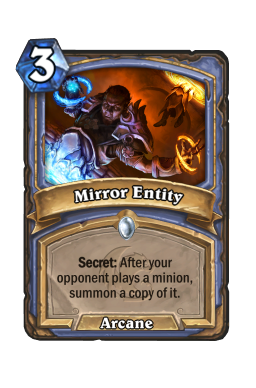 3
Mirror Entity
Secret: After your
opponent plays a minion,
summon a copy of it.
Arcane